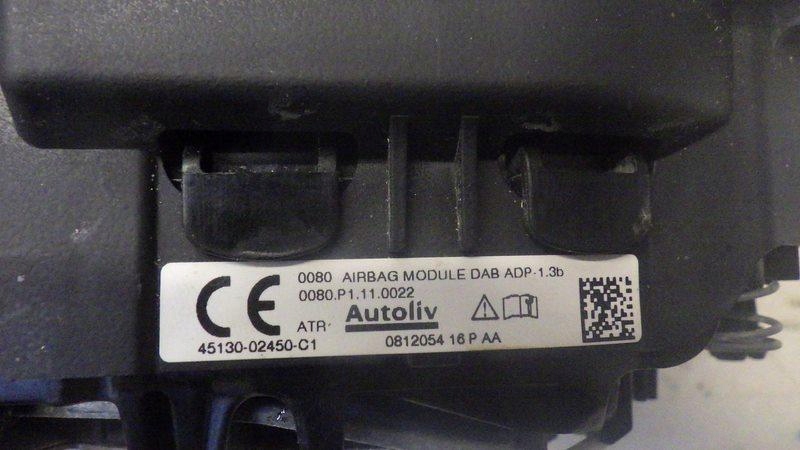 CE
0080 AIRBAG MODULE DAB ADP-1.3b
0080.P1.11.0022
ATR Autoliv
45130-02450-C1 0812054 16 P AA